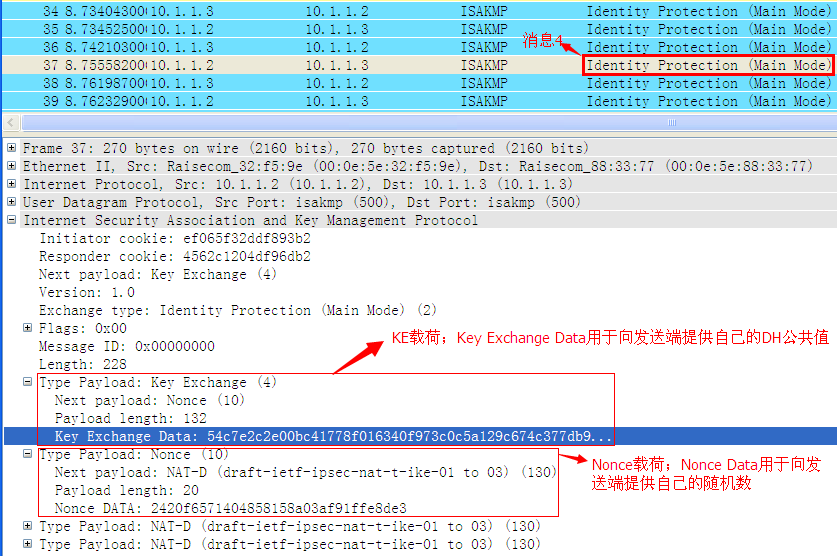 34 8.734043000 10.1.1.3 10.1.1.2 ISAKMP Identity Protection (Main Mode)
35 8.734525000 10.1.1.2 10.1.1.3 ISAKMP Identity Protection (Main Mode)
消息4
36 8.742103000 10.1.1.3 10.1.1.2 ISAKMP Identity Protection (Main Mode)
37 8.755582000 10.1.1.2 10.1.1.3 ISAKMP Identity Protection (Main Mode)
38 8.761987000 10.1.1.3 10.1.1.2 ISAKMP Identity Protection (Main Mode)
39 8.762329000 10.1.1.2 10.1.1.3 ISAKMP Identity Protection (Main Mode)
Frame 37: 270 bytes on wire (2160 bits), 270 bytes captured (2160 bits)
Ethernet II, Src: Raisecom_32:f5:9e (00:0e:5e:32:f5:9e), Dst: Raisecom_88:33:77 (00:0e:5e:88:33:77)
Internet Protocol, Src: 10.1.1.2 (10.1.1.2), Dst: 10.1.1.3 (10.1.1.3)
User Datagram Protocol, Src Port: isakmp (500), Dst Port: isakmp (500)
Internet Security Association and Key Management Protocol
Initiator cookie: ef065f32ddf893b2
Responder cookie: 4562c1204df96db2
Next payload: Key Exchange (4)
Version: 1.0
Exchange type: Identity Protection (Main Mode) (2)
Flags: 0x00
KE载荷；Key Exchange Data用于向发送端提供自己的DH公共值
Message ID: 0x00000000
Length: 228
Type Payload: Key Exchange (4)
Next payload: Nonce (10)
Payload length: 132
Key Exchange Data: 54c7e2c2e00bc41778f016340f973c0c5a129c674c377db9...
Type Payload: Nonce (10)
Next payload: NAT-D (draft-ietf-ipsec-nat-t-ike-01 to 03) (130)
Nonce载荷；Nonce Data用于向发
送端提供自己的随机数
Payload length: 20
Nonce DATA: 2420f6571404858158a03af91ffe8de3
Type Payload: NAT-D (draft-ietf-ipsec-nat-t-ike-01 to 03) (130)
Type Payload: NAT-D (draft-ietf-ipsec-nat-t-ike-01 to 03) (130)